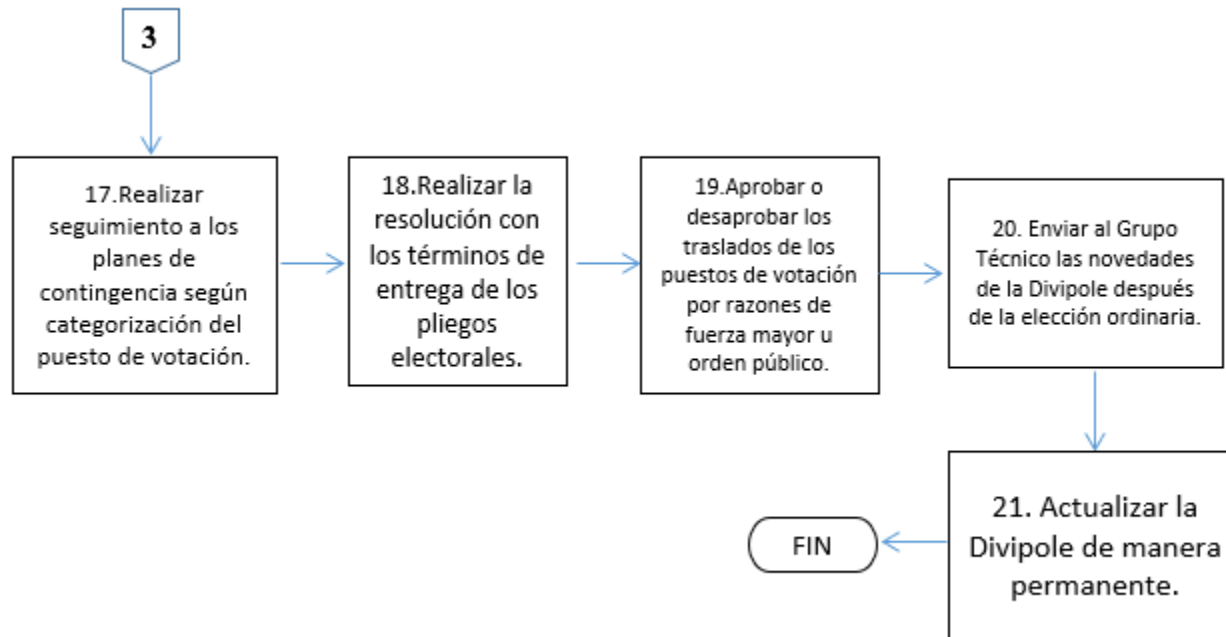 3
17.Realizar
seguimiento a los
planes de
contingencia según
categorización del
puesto de votación.
18.Realizar la
resolución con
los términos de
entrega de los
pliegos
electorales.
19.Aprobar o
desaprobar los
traslados de los
puestos de votación
por razones de
fuerza mayor u
orden público.
20. Enviar al Grupo
Técnico las novedades
de la Divipole después
de la elección ordinaria.
21. Actualizar la
Divipole de manera
permanente.
FIN